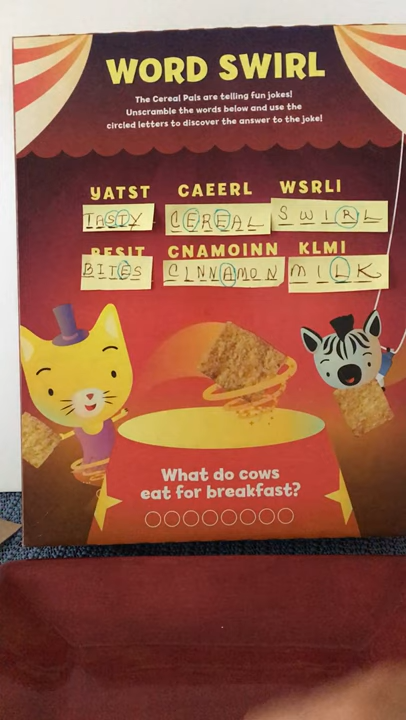 WORD SWIRL
The Cereal Pals are telling fun jokes!
Unscramble the words below and use the
circled letters to discover the answer to the joke!
YATST CAEERL WSRLI
TASTY CEREAL SWIRL
BESIT CNAMOINN KLMI
BITES CINNAMON MILK
What do cows
eat for breakfast?